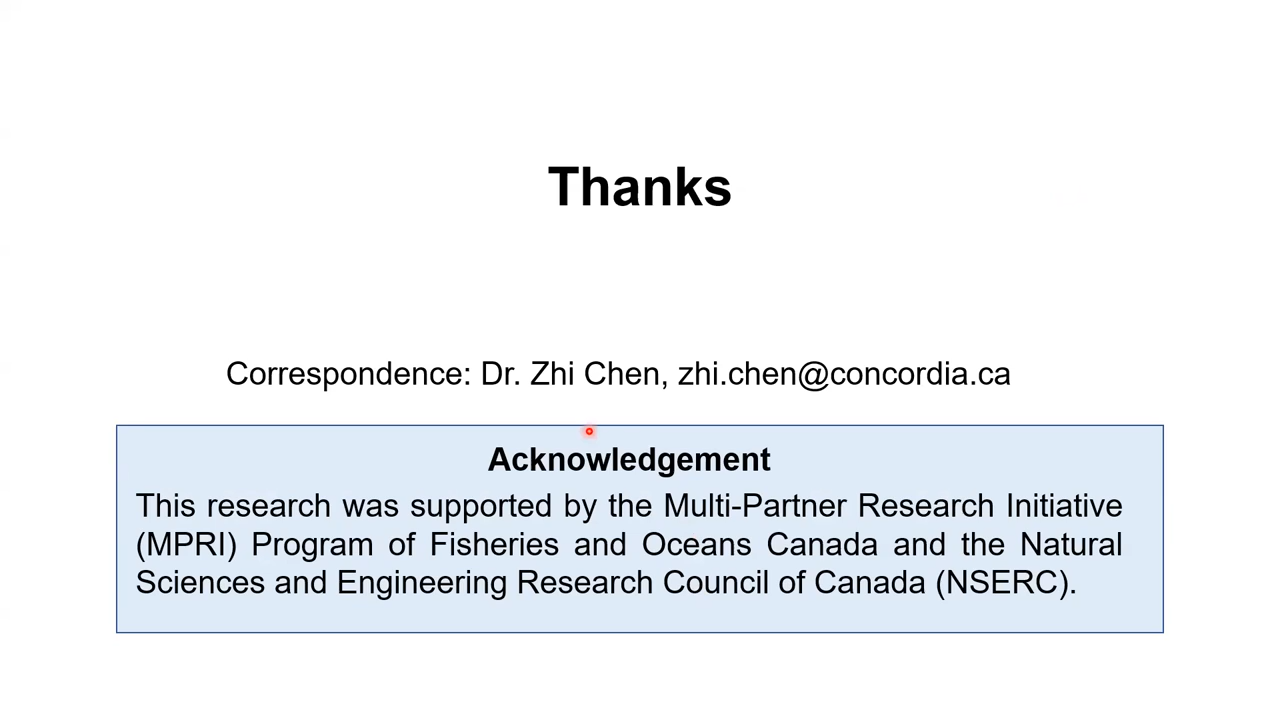 Thanks
Correspondence: Dr. Zhi Chen, zhi.chen@concordia.ca
Acknowledgement
This research was supported by the Multi-Partner Research Initiative
(MPRI) Program of Fisheries and Oceans Canada and the Natural
Sciences and Engineering Research Council of Canada (NSERC).